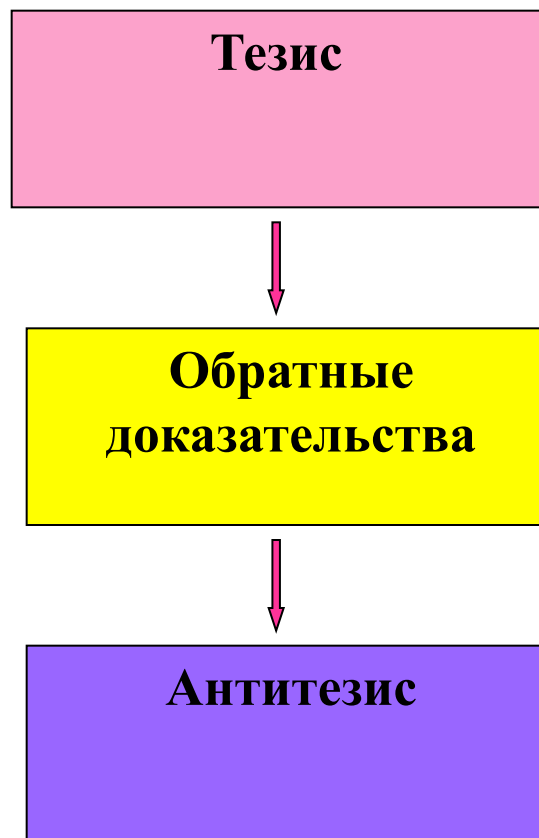 Тезис
Обратные
доказательства
Антитезис